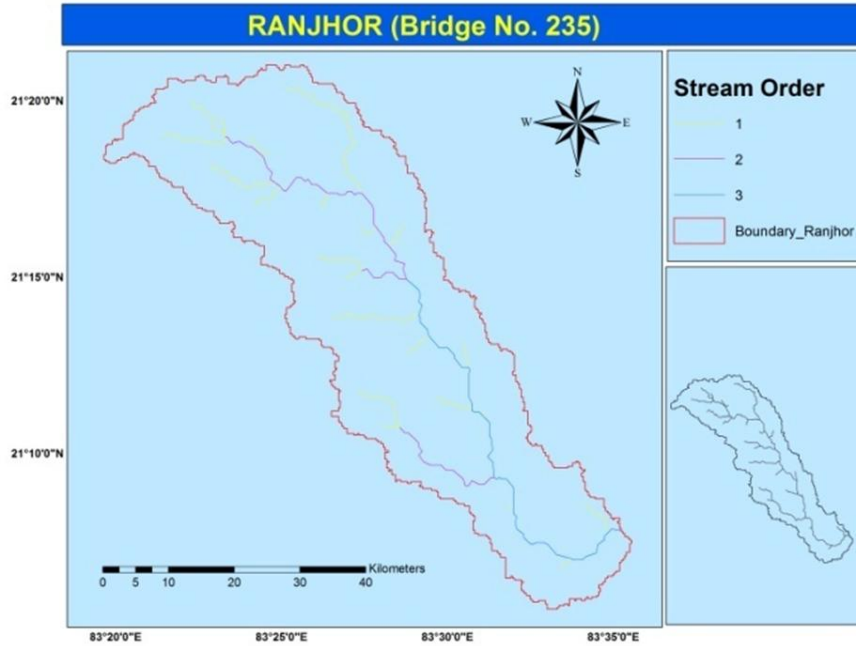 RANJHOR (Bridge No. 235)
N
W
E
S
21°20'0"N
21°15'0"N
21°10'0"N
83°20'0"E
83°25'0"E
83°30'0"E
83°35'0"E
Kilometers
0 5 10 20 30 40
Stream Order
1
2
3
Boundary_Ranjhor